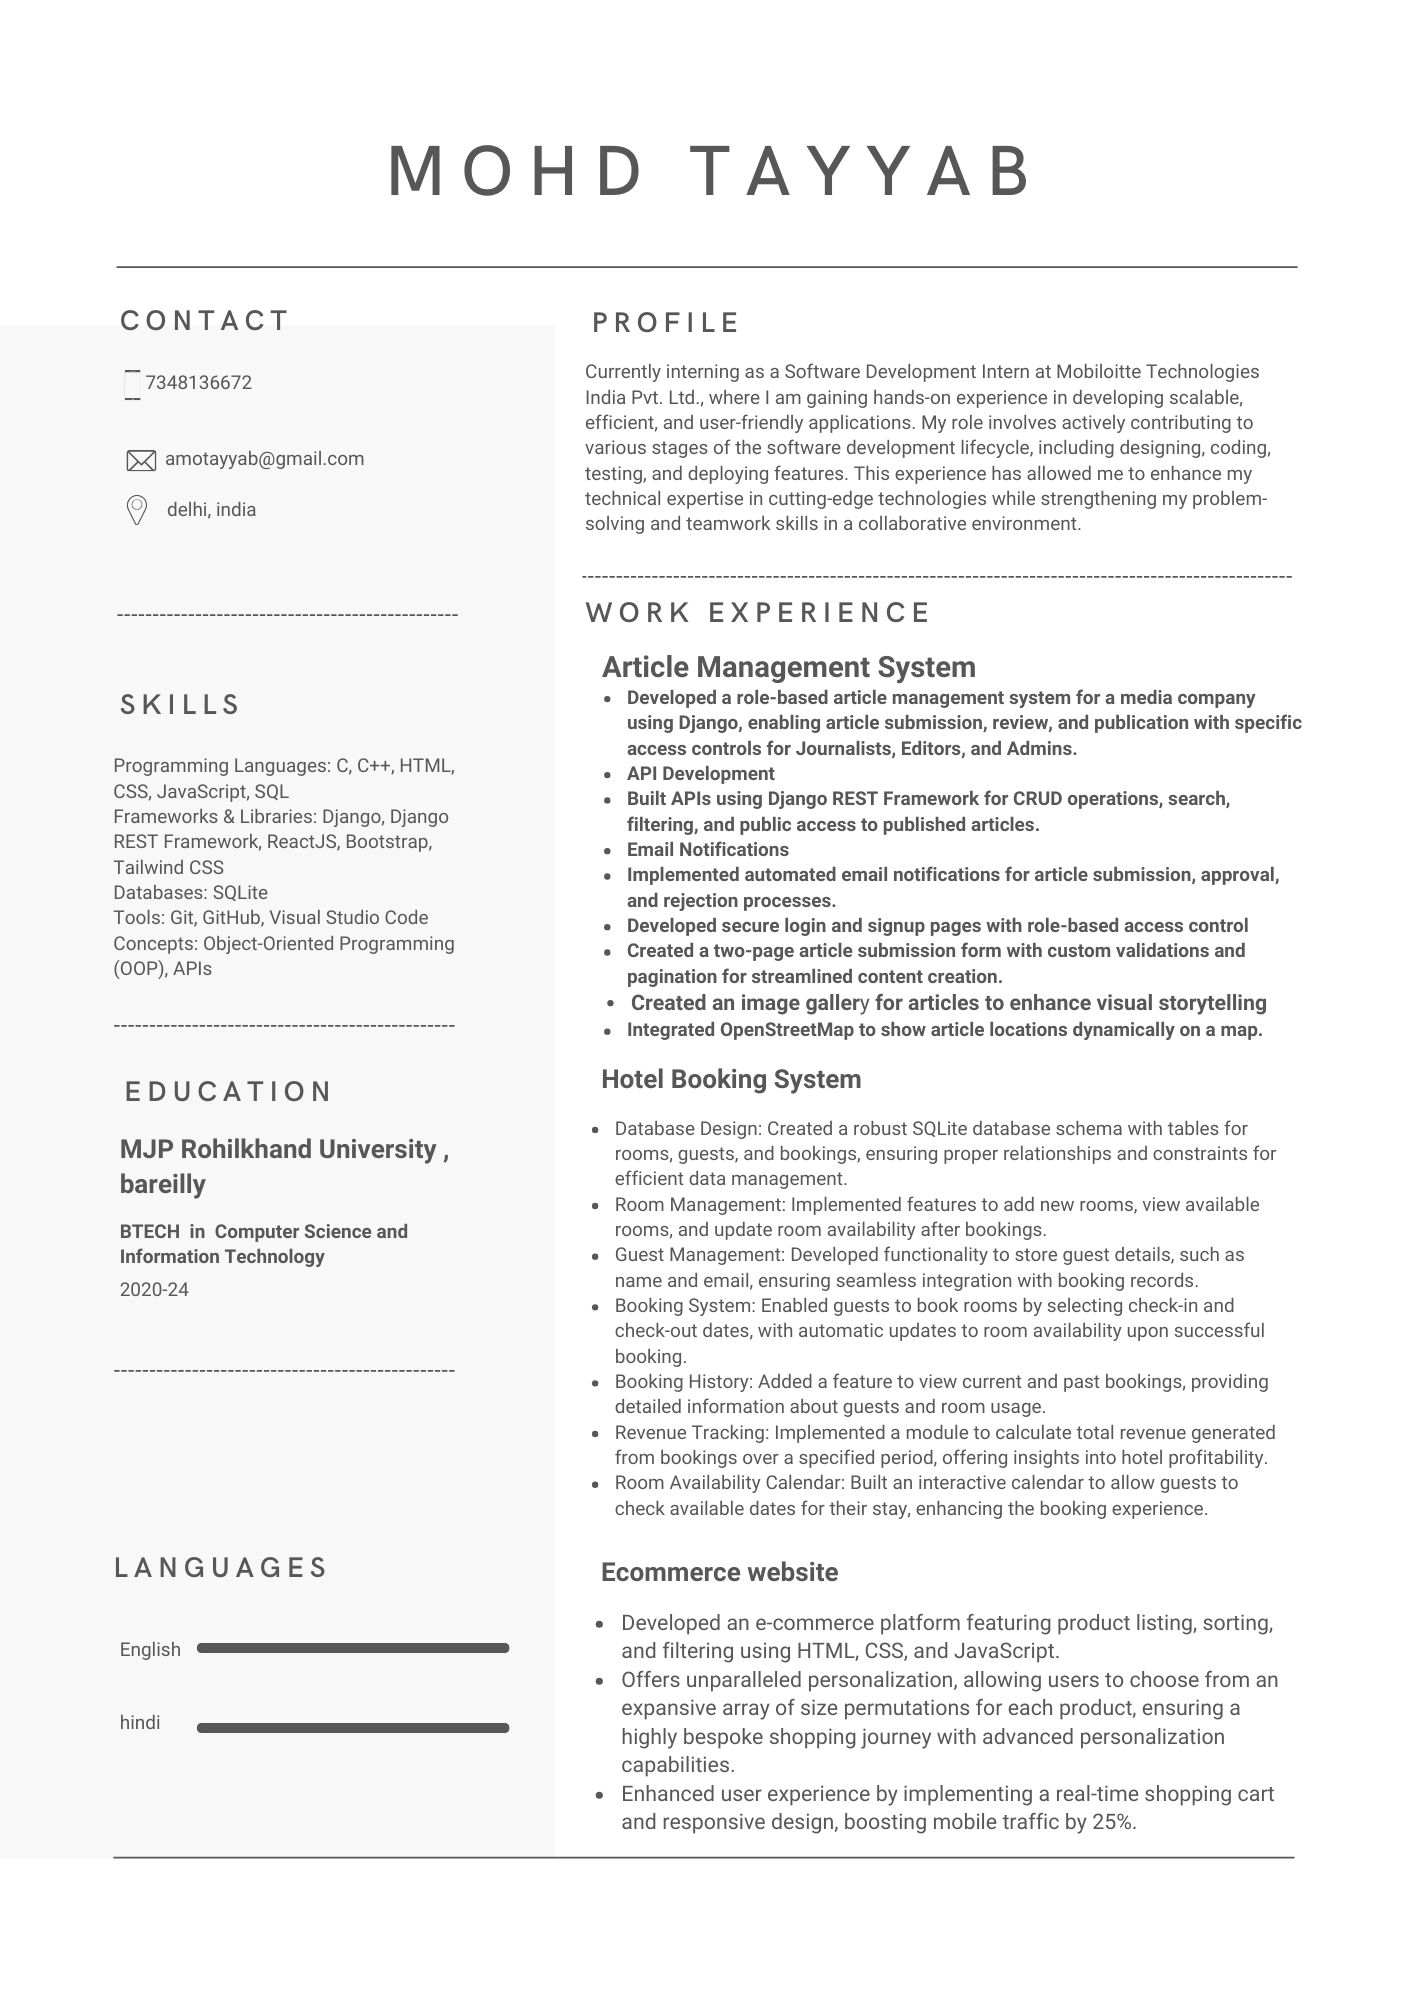 MOHD TAYYAB
CONTACT
7348136672
amotayyab@gmail.com
delhi, india
-------------------------------------------------
SKILLS
Programming Languages: C, C++, HTML,
CSS, JavaScript, SQL
Frameworks & Libraries: Django, Django
REST Framework, ReactJS, Bootstrap,
Tailwind CSS
Databases: SQLite
Tools: Git, GitHub, Visual Studio Code
Concepts: Object-Oriented Programming
(OOP), APIs
-------------------------------------------------
EDUCATION
MJP Rohilkhand University ,
bareilly
BTECH in Computer Science and
Information Technology
2020-24
-------------------------------------------------
LANGUAGES
English
hindi
PROFILE
Currently interning as a Software Development Intern at Mobiloitte Technologies
India Pvt. Ltd., where I am gaining hands-on experience in developing scalable,
efficient, and user-friendly applications. My role involves actively contributing to
various stages of the software development lifecycle, including designing, coding,
testing, and deploying features. This experience has allowed me to enhance my
technical expertise in cutting-edge technologies while strengthening my problem-
solving and teamwork skills in a collaborative environment.
------------------------------------------------------------------------------------------------------
WORK EXPERIENCE
Article Management System
• Developed a role-based article management system for a media company
using Django, enabling article submission, review, and publication with specific
access controls for Journalists, Editors, and Admins.
• API Development
• Built APIs using Django REST Framework for CRUD operations, search,
filtering, and public access to published articles.
• Email Notifications
• Implemented automated email notifications for article submission, approval,
and rejection processes.
• Developed secure login and signup pages with role-based access control
• Created a two-page article submission form with custom validations and
pagination for streamlined content creation.
• Created an image gallery for articles to enhance visual storytelling
• Integrated OpenStreetMap to show article locations dynamically on a map.
Hotel Booking System
• Database Design: Created a robust SQLite database schema with tables for
rooms, guests, and bookings, ensuring proper relationships and constraints for
efficient data management.
• Room Management: Implemented features to add new rooms, view available
rooms, and update room availability after bookings.
• Guest Management: Developed functionality to store guest details, such as
name and email, ensuring seamless integration with booking records.
• Booking System: Enabled guests to book rooms by selecting check-in and
check-out dates, with automatic updates to room availability upon successful
booking.
• Booking History: Added a feature to view current and past bookings, providing
detailed information about guests and room usage.
• Revenue Tracking: Implemented a module to calculate total revenue generated
from bookings over a specified period, offering insights into hotel profitability.
• Room Availability Calendar: Built an interactive calendar to allow guests to
check available dates for their stay, enhancing the booking experience.
Ecommerce website
• Developed an e-commerce platform featuring product listing, sorting,
and filtering using HTML, CSS, and JavaScript.
• Offers unparalleled personalization, allowing users to choose from an
expansive array of size permutations for each product, ensuring a
highly bespoke shopping journey with advanced personalization
capabilities.
• Enhanced user experience by implementing a real-time shopping cart
and responsive design, boosting mobile traffic by 25%.